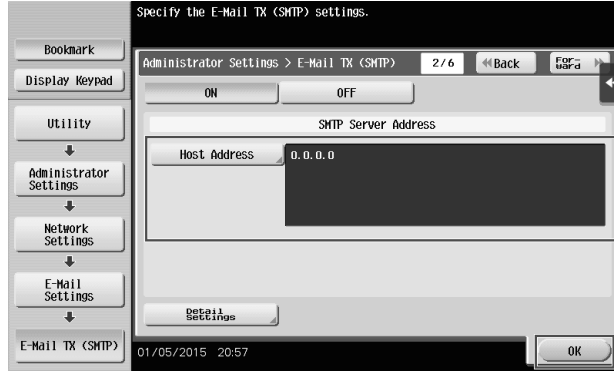 Specify the E-Mail TX (SMTP) settings.
Bookmark
Display Keypad
Utility
Administrator
Settings
Network
Settings
E-Mail
Settings
E-Mail TX (SMTP)
Administrator Settings > E-Mail TX (SMTP)
2/6
Back
For-
ward
ON
OFF
SMTP Server Address
Host Address
0.0.0.0
Detail
Settings
01/05/2015 20:57
OK